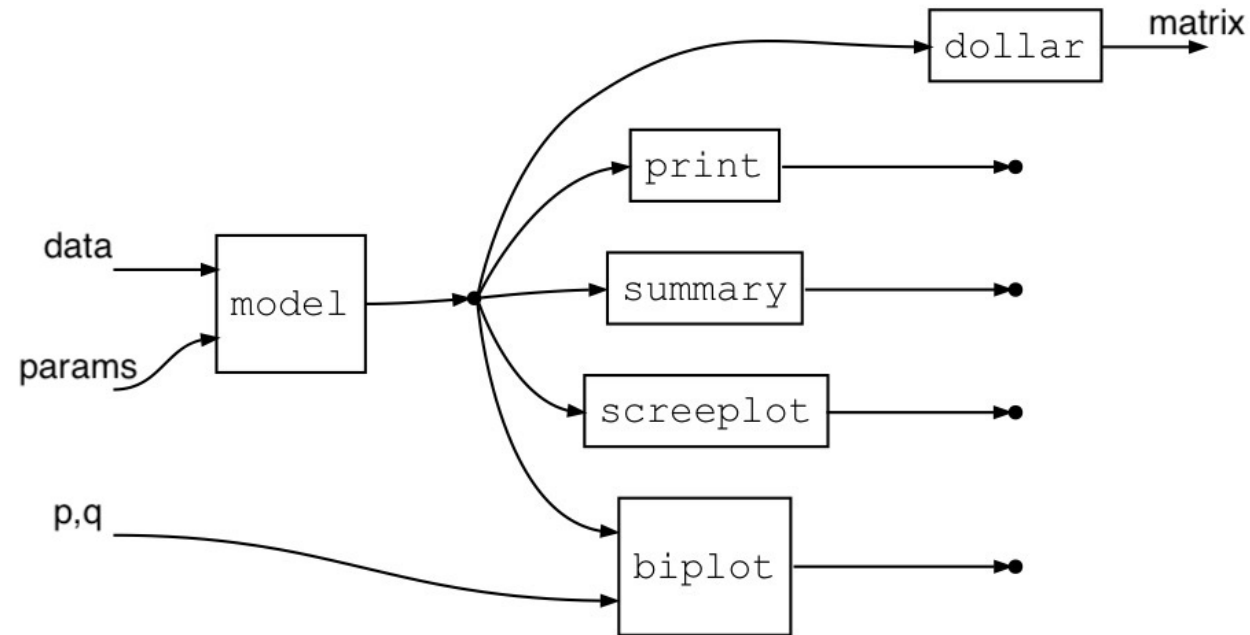 matrix
dollar
print
data
summary
model
params
screeplot
p,q
biplot